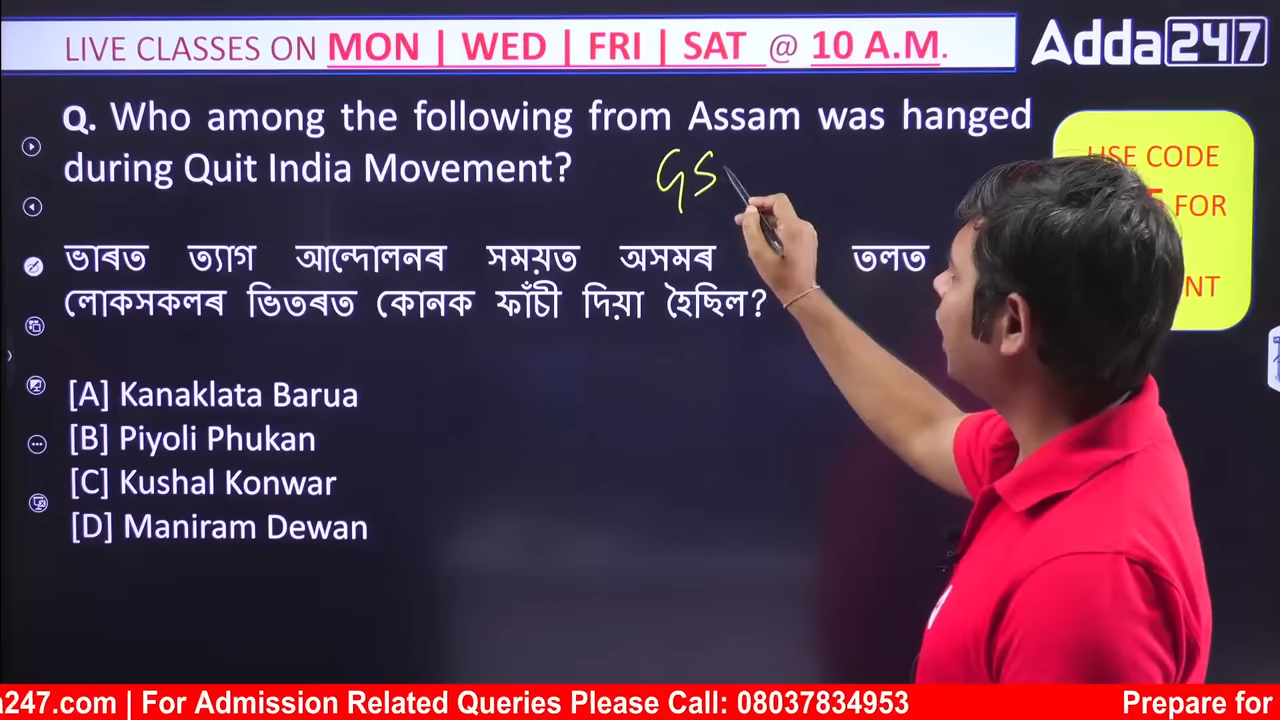 LIVE CLASSES ON MON | WED | FRI | SAT @ 10 A.M.
Adda247
Q. Who among the following from Assam was hanged
during Quit India Movement?
GS
USE CODE
FOR
ভাৰত ত্যাগ আন্দোলনৰ সময়ত অসমৰ তলত
লোকসকলৰ ভিতৰত কোনক ফাঁচী দিয়া হৈছিল?
[A] Kanaklata Barua
[B] Piyoli Phukan
[C] Kushal Konwar
[D] Maniram Dewan
a247.com | For Admission Related Queries Please Call: 08037834953 Prepare for